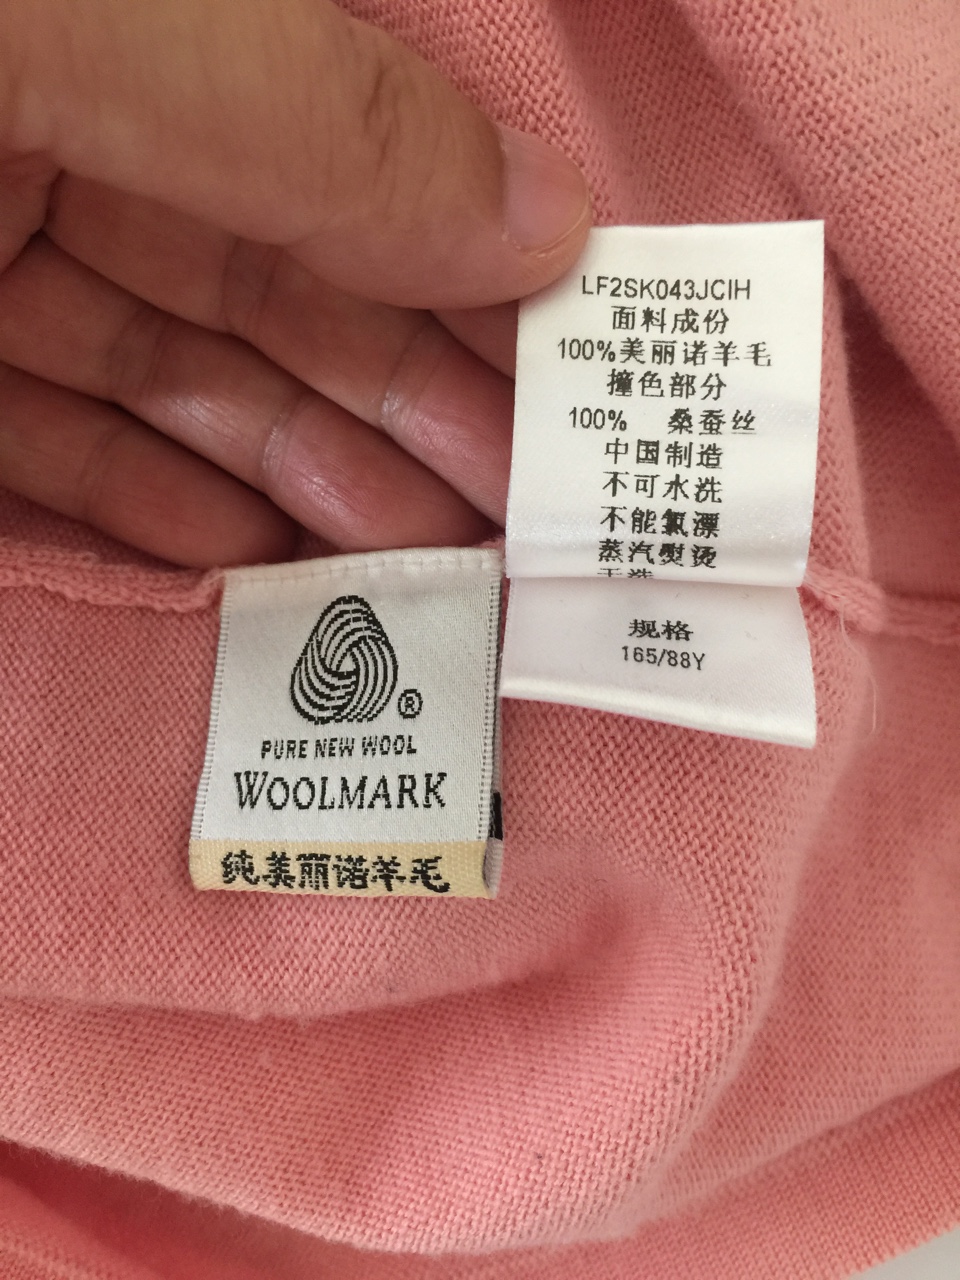 LF2SK043JCIH
面料成份
100%美丽诺羊毛
撞色部分
100% 桑蚕丝
中国制造
不可水洗
不能氯漂
蒸汽熨烫
干洗
规格
165/88Y
®
PURE NEW WOOL
WOOLMARK
纯美丽诺羊毛